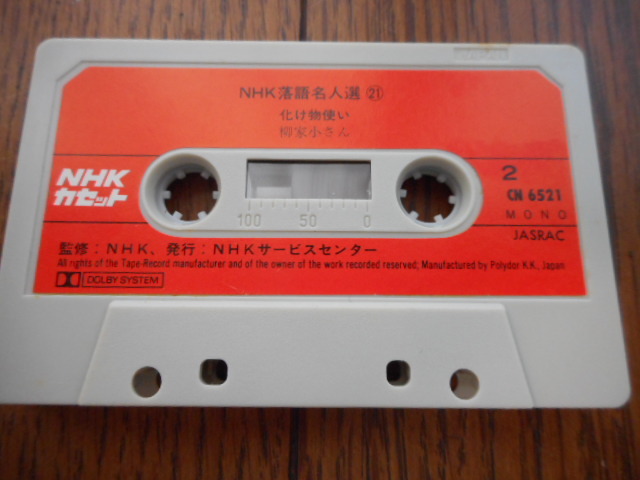 NHK落語名人選 ㉑
化け物使い
柳家小さん
NHK
カセット
100 50 0
2
CN 6521
MONO
JASRAC
監修：NHK、発行：NHKサービスセンター
All rights of the Tape-Record manufacturer and of the owner of the work recorded reserved; Manufactured by Polydor K.K., Japan
DOLBY SYSTEM